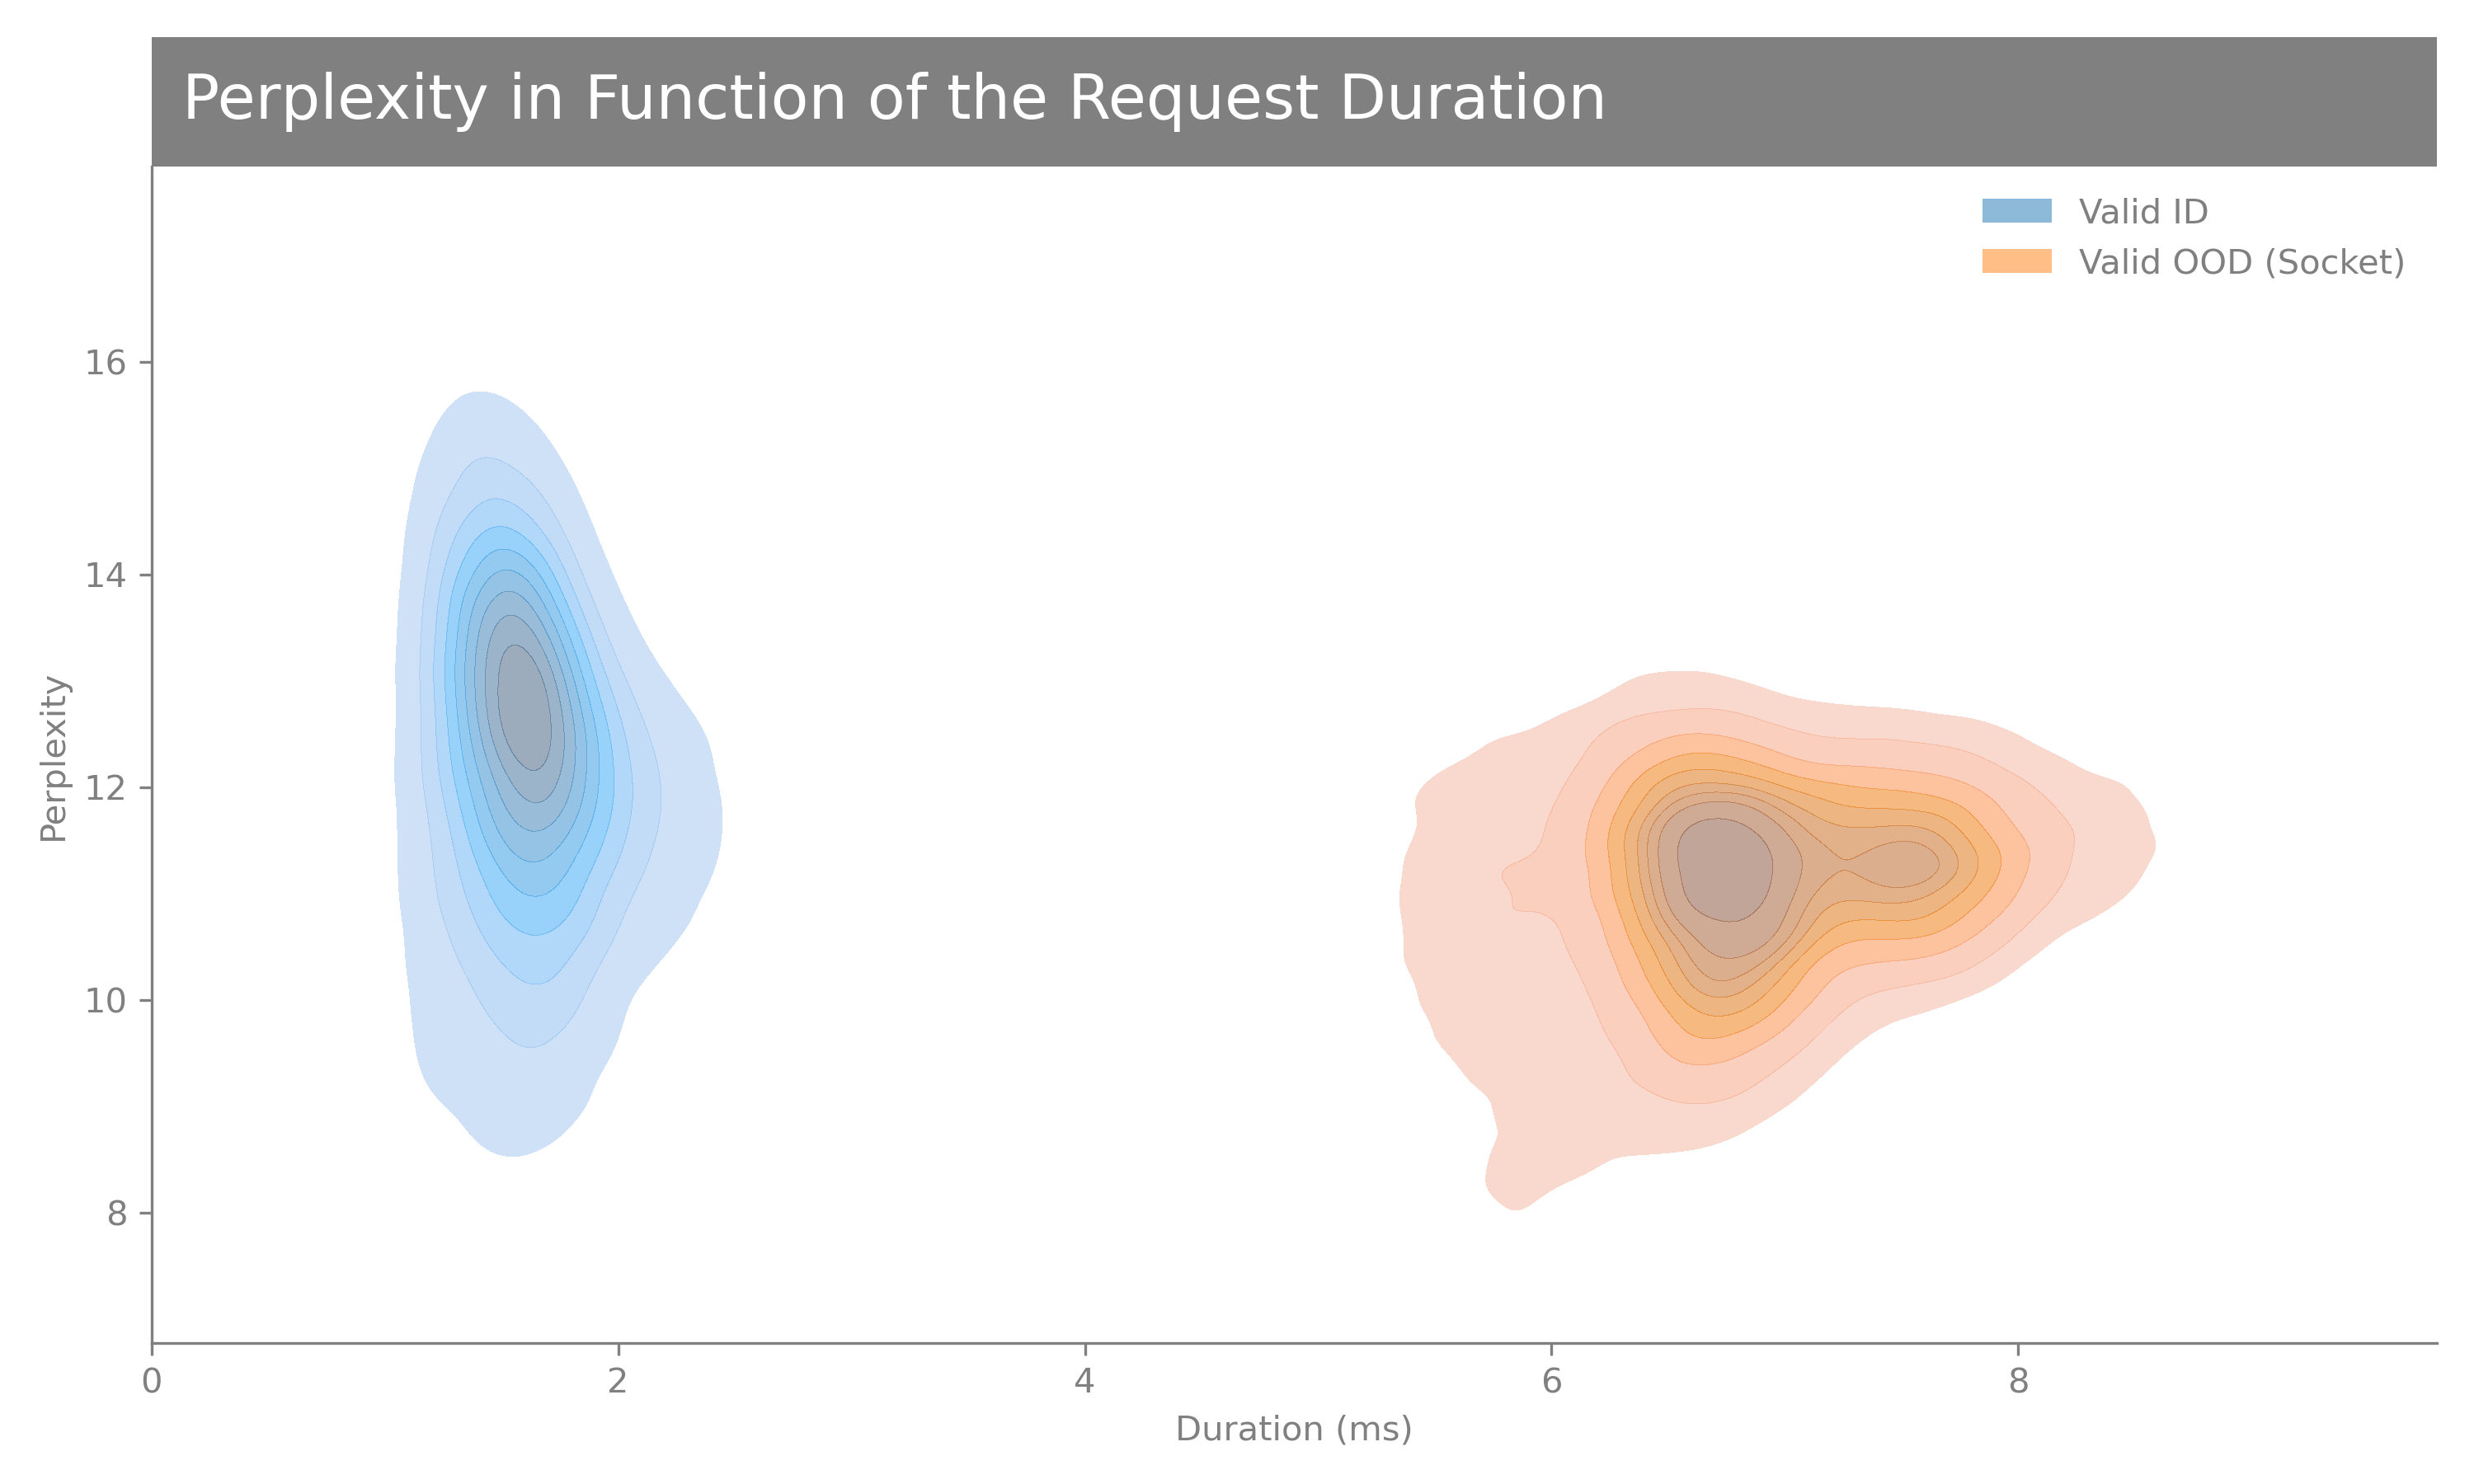 Perplexity in Function of the Request Duration
Valid ID
Valid OOD (Socket)
Perplexity
16
14
12
10
8
0
2
4
6
8
Duration (ms)